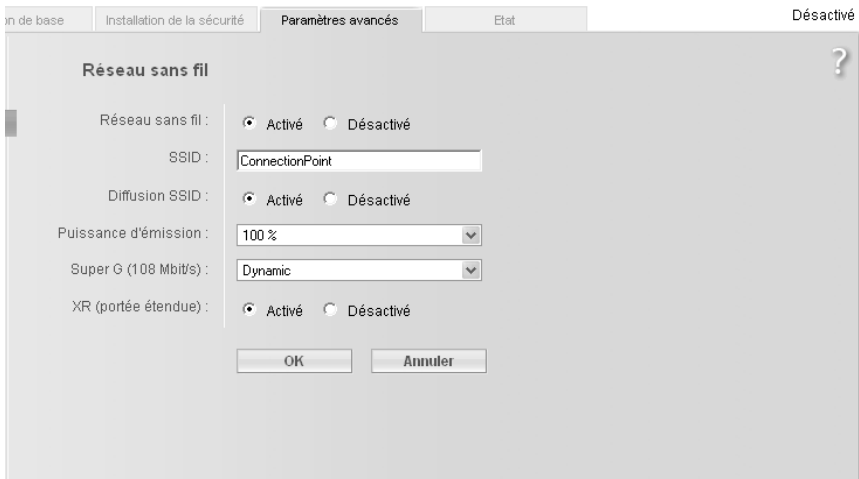 on de base Installation de la sécurité Paramètres avancés Etat Désactivé
?
Réseau sans fil
Réseau sans fil : Activé Désactivé
SSID : ConnectionPoint
Diffusion SSID : Activé Désactivé
Puissance d'émission : 100 %
Super G (108 Mbit/s) : Dynamic
XR (portée étendue) : Activé Désactivé
OK Annuler